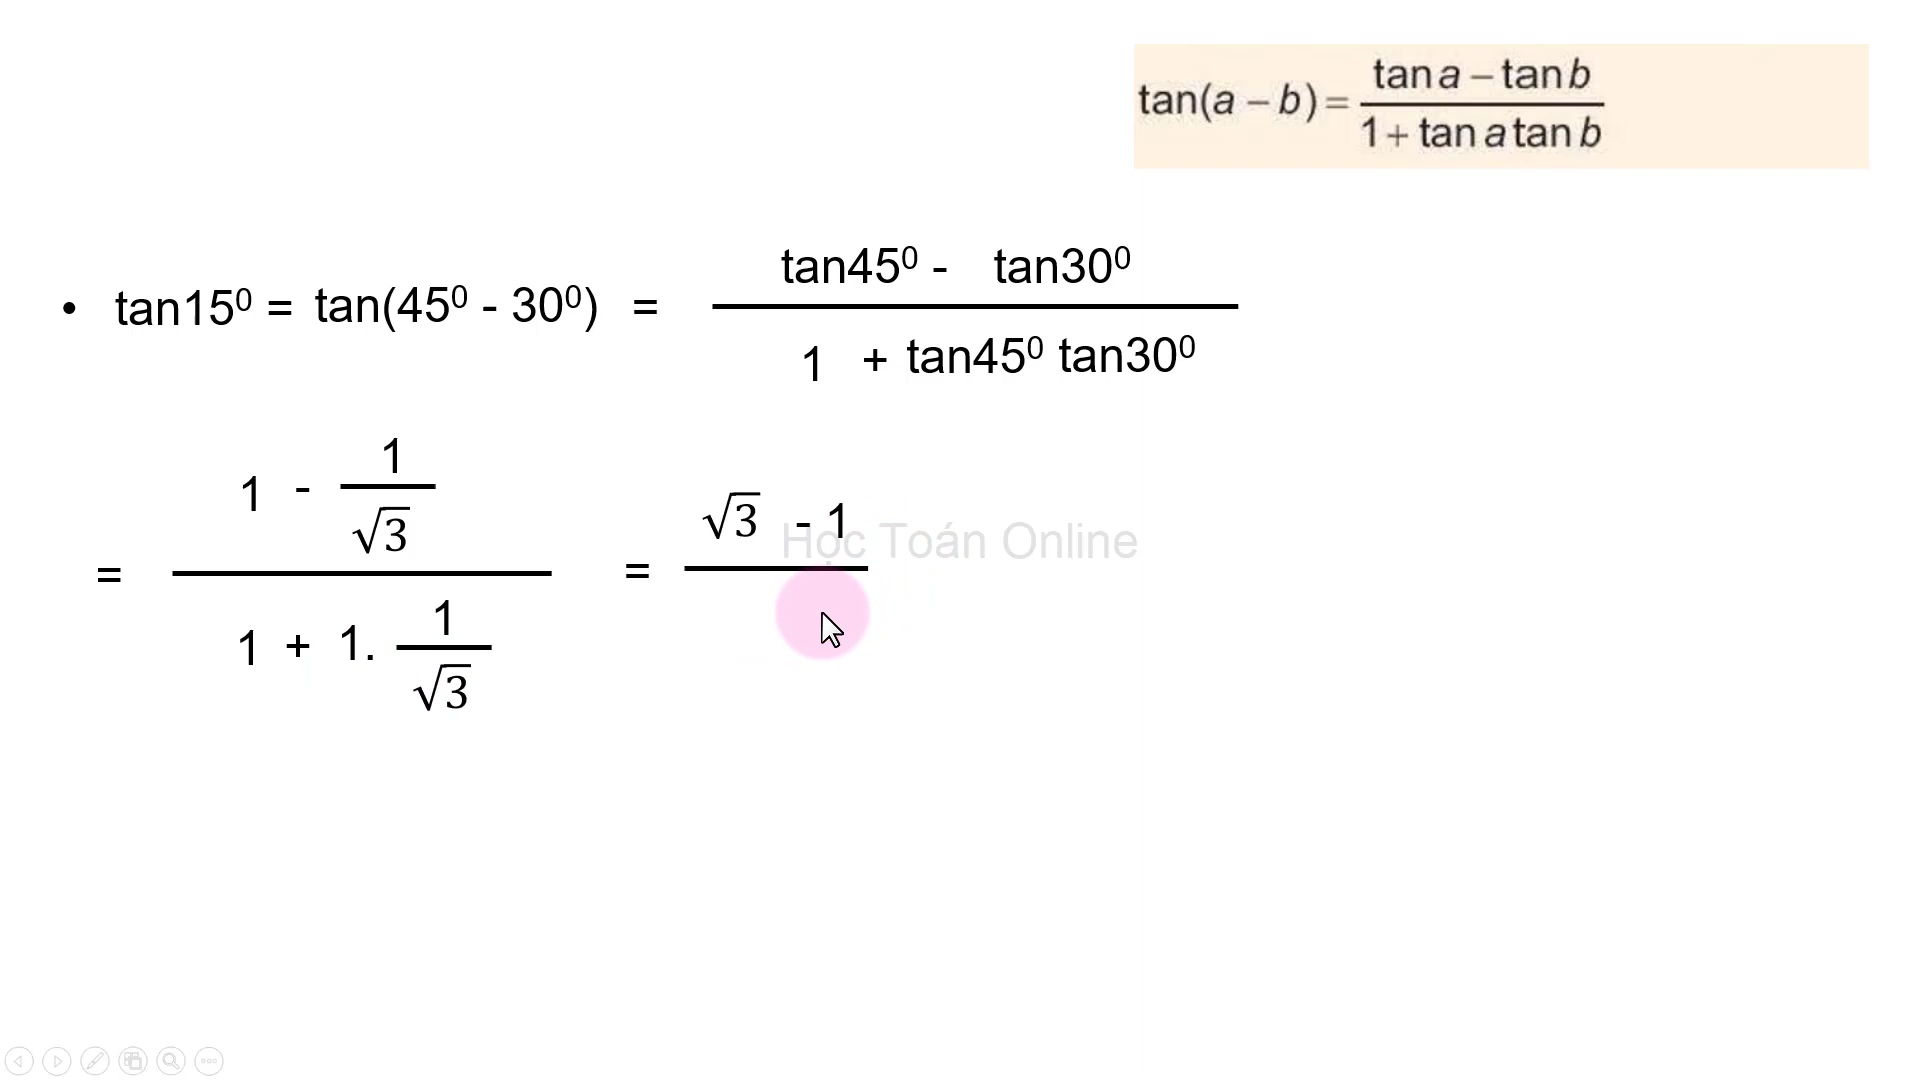 tan(a – b) = (tan a – tan b) / (1 + tan a tan b)
• tan15⁰ = tan(45⁰ - 30⁰) = (tan45⁰ - tan30⁰) / (1 + tan45⁰ tan30⁰)
= (1 - 1/√3) / (1 + 1. 1/√3) = (√3 - 1) /
Học Toán Online